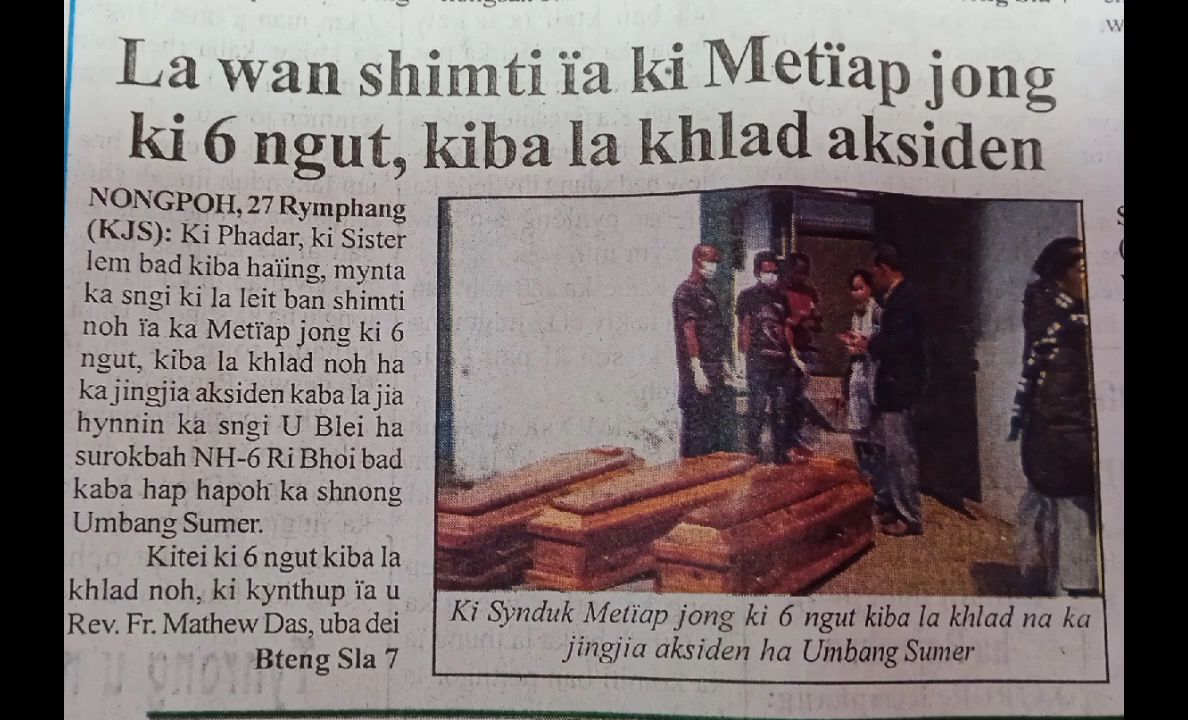 La wan shimti ïa ki Metïap jong
ki 6 ngut, kiba la khlad aksiden
NONGPOH, 27 Rymphang
(KJS): Ki Phadar, ki Sister
lem bad kiba haïing, mynta
ka sngi ki la leit ban shimti
noh ïa ka Metïap jong ki 6
ngut, kiba la khlad noh ha
ka jingjia aksiden kaba la jia
hynnin ka sngi U Blei ha
surokbah NH-6 Ri Bhoi bad
kaba hap hapoh ka shnong
Umbang Sumer.
Kitei ki 6 ngut kiba la
khlad noh, ki kynthup ïa u
Rev. Fr. Mathew Das, uba dei
Bteng Sla 7
Ki Synduk Metïap jong ki 6 ngut kiba la khlad na ka
jingjia aksiden ha Umbang Sumer